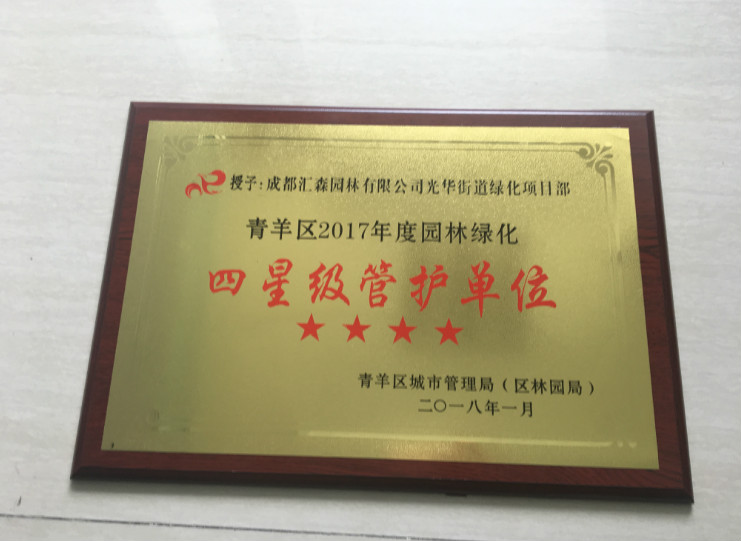 授予:成都汇森园林有限公司光华街道绿化项目部
青羊区2017年度园林绿化
四星级管护单位
★★★★
青羊区城市管理局(区林园局)
二〇一八年一月